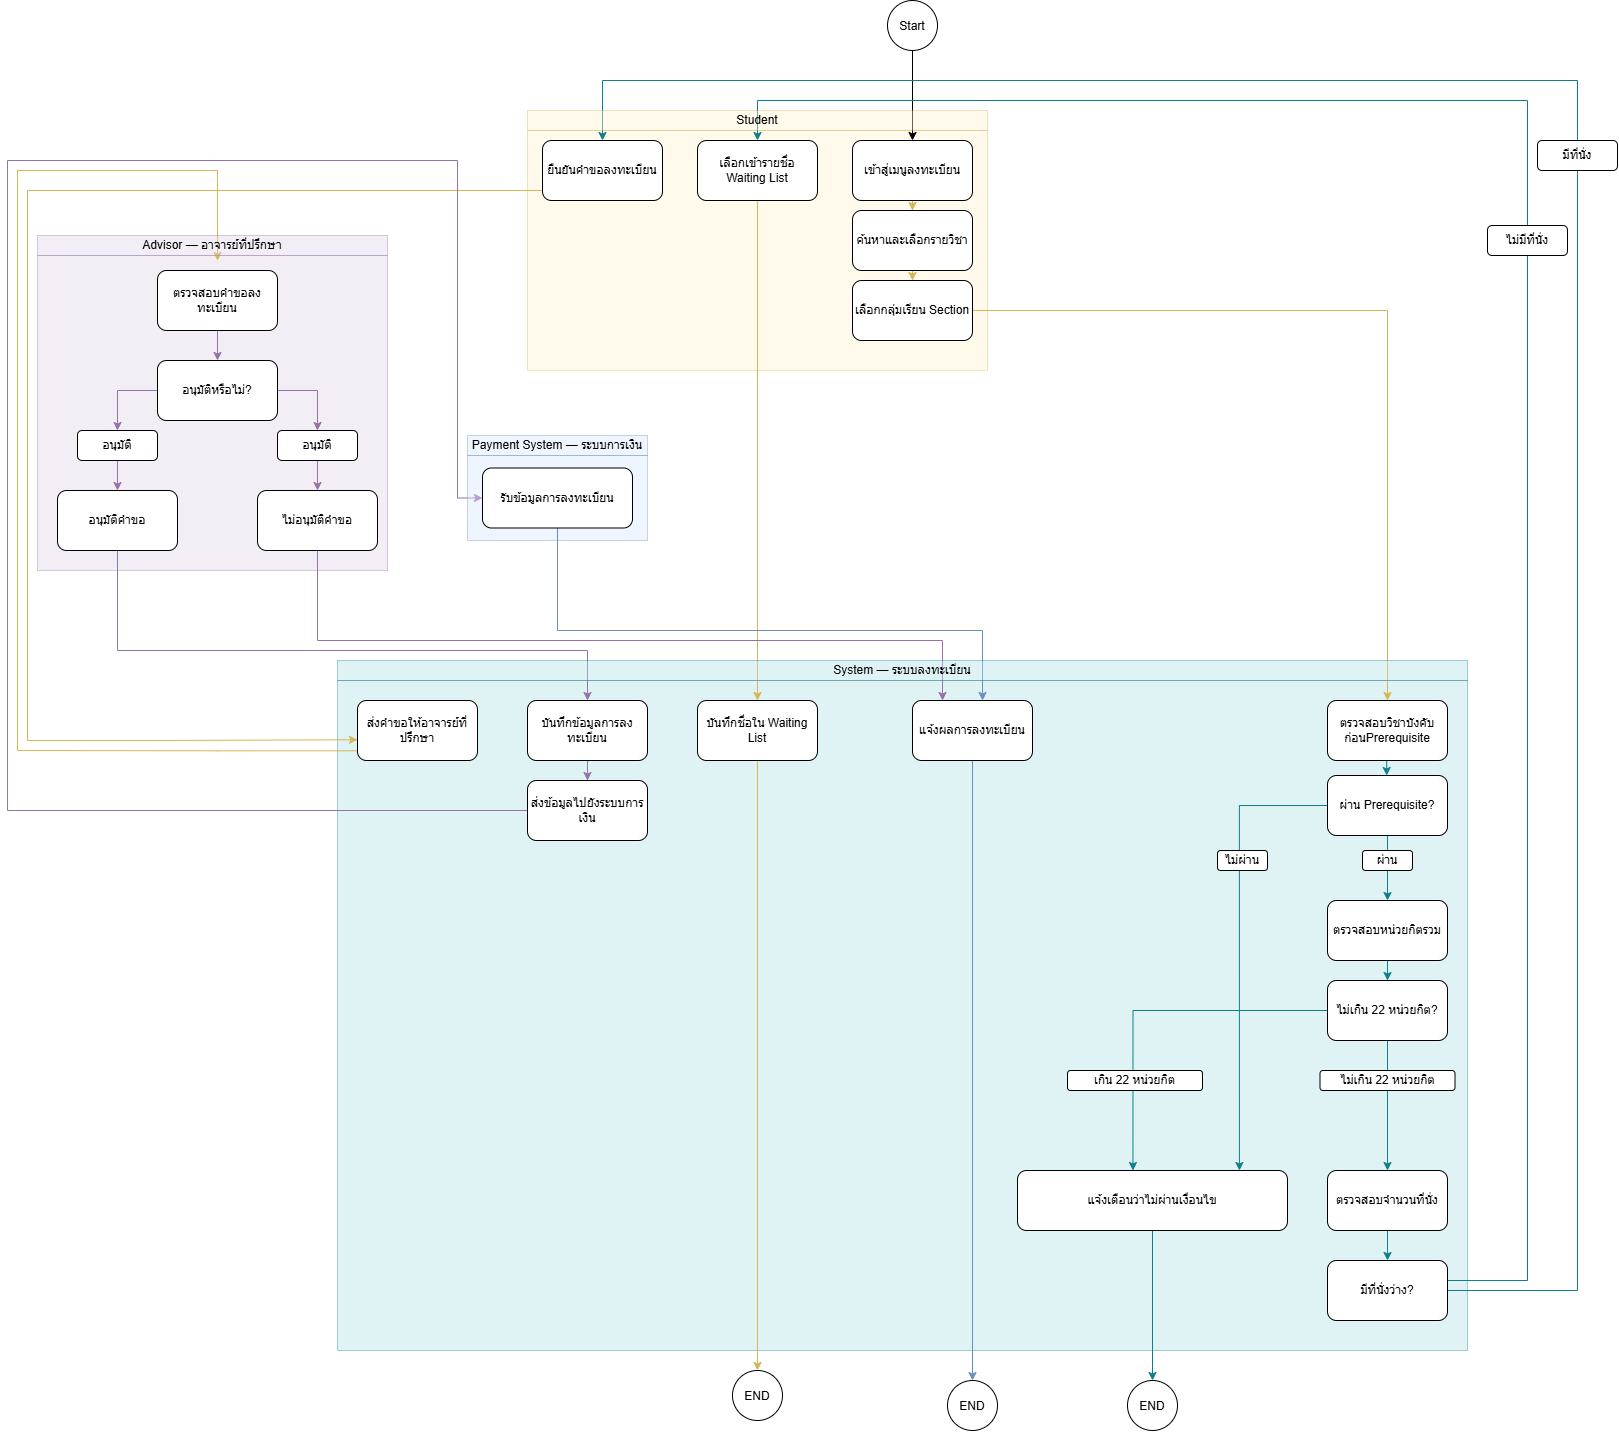 Start
Student
ยืนยันคำขอลงทะเบียน
เลือกเข้ารายชื่อ
Waiting List
เข้าสู่เมนูลงทะเบียน
มีที่นั่ง
ค้นหาและเลือกรายวิชา
ไม่มีที่นั่ง
เลือกกลุ่มเรียน Section
Advisor — อาจารย์ที่ปรึกษา
ตรวจสอบคำขอลง
ทะเบียน
อนุมัติหรือไม่?
อนุมัติ
อนุมัติ
อนุมัติคำขอ
ไม่อนุมัติคำขอ
Payment System — ระบบการเงิน
รับข้อมูลการลงทะเบียน
System — ระบบลงทะเบียน
ส่งคำขอให้อาจารย์ที่
ปรึกษา
บันทึกข้อมูลการลง
ทะเบียน
บันทึกชื่อใน Waiting
List
แจ้งผลการลงทะเบียน
ตรวจสอบวิชาบังคับ
ก่อนPrerequisite
ส่งข้อมูลไปยังระบบการ
เงิน
ผ่าน Prerequisite?
ไม่ผ่าน
ผ่าน
ตรวจสอบหน่วยกิตรวม
ไม่เกิน 22 หน่วยกิต?
เกิน 22 หน่วยกิต
ไม่เกิน 22 หน่วยกิต
แจ้งเตือนว่าไม่ผ่านเงื่อนไข
ตรวจสอบจำนวนที่นั่ง
มีที่นั่งว่าง?
END
END
END